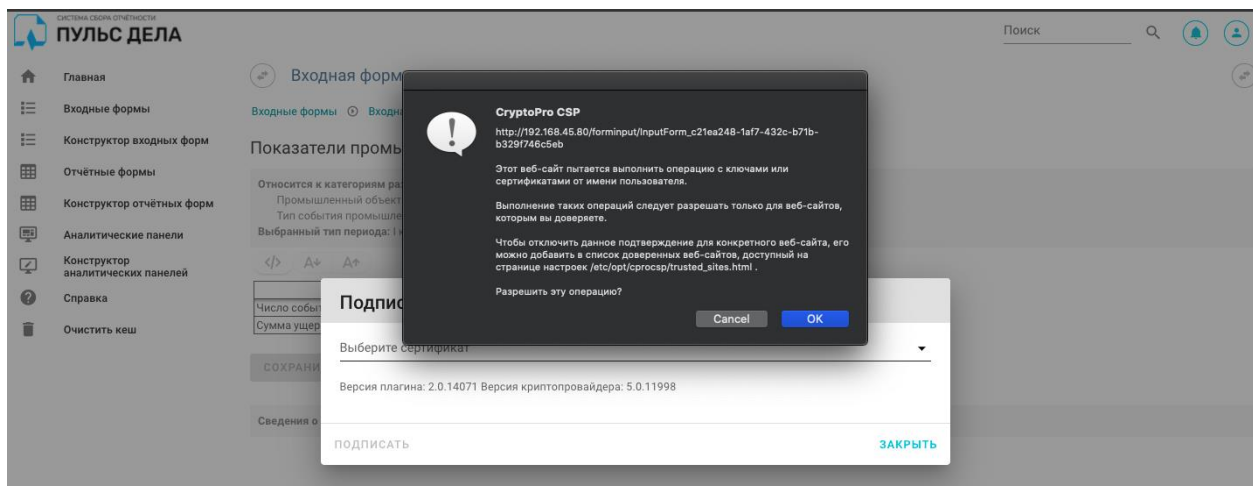 СИСТЕМА СБОРА ОТЧЁТНОСТИ
ПУЛЬС ДЕЛА
Поиск
Главная
Входные формы
Конструктор входных форм
Отчётные формы
Конструктор отчётных форм
Аналитические панели
Конструктор
аналитических панелей
Справка
Очистить кеш
Входная форм
Входные формы
Показатели промы
Относится к категориям
Промышленный объект
Тип события
Выбранный тип периода:
Число событ
Сумма ущер
СОХРАНИ
Сведения о
CryptoPro CSP
http://192.168.45.80/forminput/InputForm_c21ea248-1af7-432c-b71b-
b329f746c5eb
Этот веб-сайт пытается выполнить операцию с ключами или
сертификатами от имени пользователя.
Выполнение таких операций следует разрешать только для веб-сайтов,
которым вы доверяете.
Чтобы отключить данное подтверждение для конкретного веб-сайта, его
можно добавить в список доверенных веб-сайтов, доступный на
странице настроек /etc/opt/cprocsp/trusted_sites.html .
Разрешить эту операцию?
Cancel
OK
Выберите сертификат
Версия плагина: 2.0.14071 Версия криптопровайдера: 5.0.11998
ПОДПИСАТЬ
ЗАКРЫТЬ